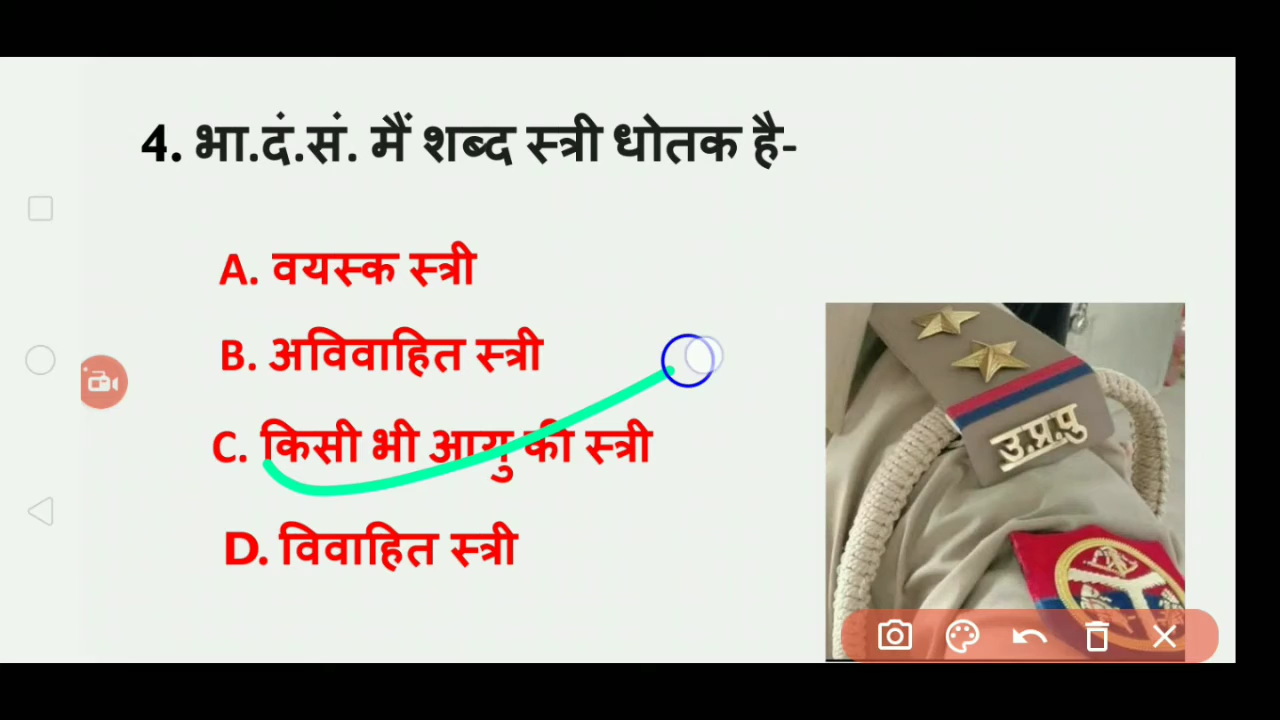 4. भा.दं.सं. मैं शब्द स्त्री धोतक है-
A. वयस्क स्त्री
B. अविवाहित स्त्री
C. किसी भी आयु की स्त्री
D. विवाहित स्त्री
उ.प्र.पु